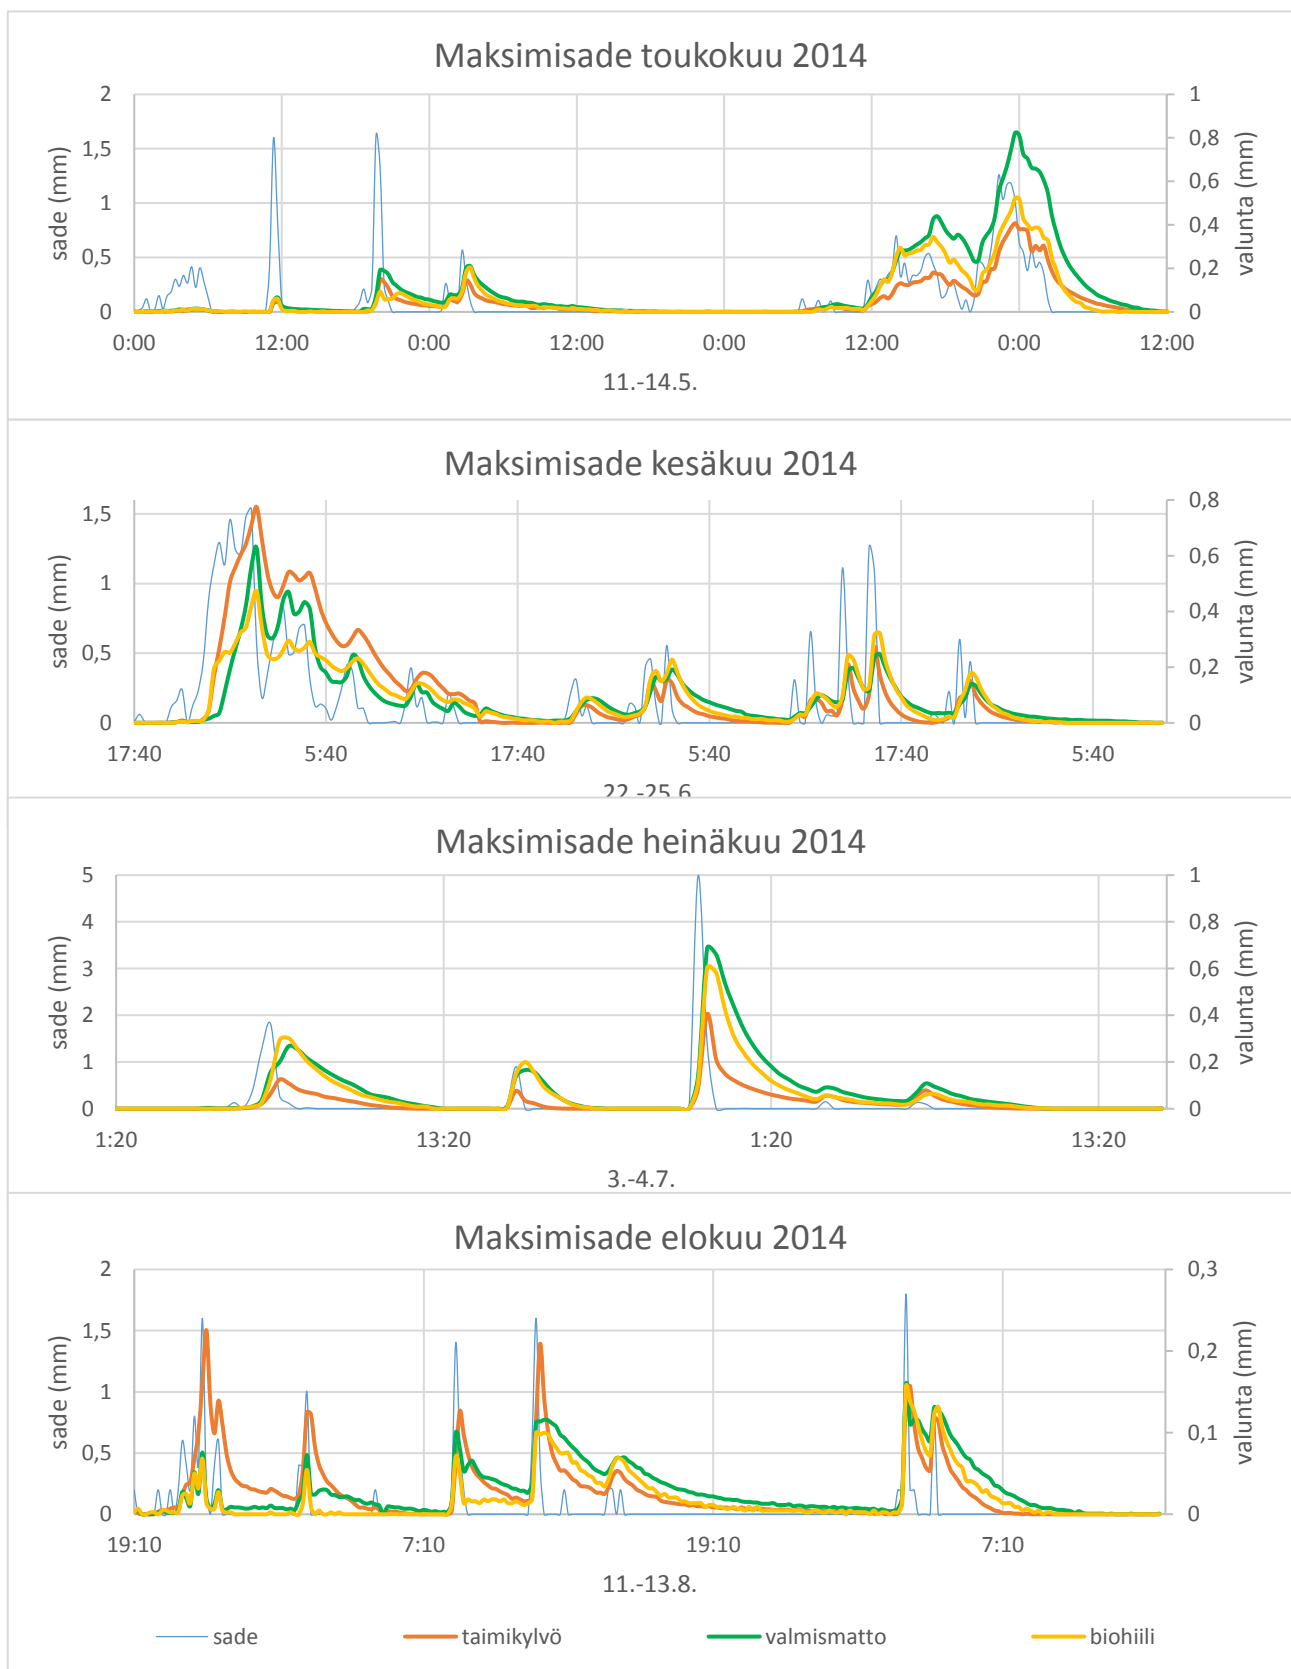 Maksimisade toukokuu 2014
2
1,5
1
0,5
0
sade (mm)
1
0,8
0,6
0,4
0,2
0
valunta (mm)
0:00 12:00 0:00 12:00 0:00 12:00 0:00 12:00
11.-14.5.
Maksimisade kesäkuu 2014
1,5
1
0,5
0
sade (mm)
0,8
0,6
0,4
0,2
0
valunta (mm)
17:40 5:40 17:40 5:40 17:40 5:40
22.-25.6.
Maksimisade heinäkuu 2014
5
4
3
2
1
0
sade (mm)
1
0,8
0,6
0,4
0,2
0
valunta (mm)
1:20 13:20 1:20 13:20
3.-4.7.
Maksimisade elokuu 2014
2
1,5
1
0,5
0
sade (mm)
0,3
0,2
0,1
0
valunta (mm)
19:10 7:10 19:10 7:10
11.-13.8.
sade taimikylvö valmismatto biohiili